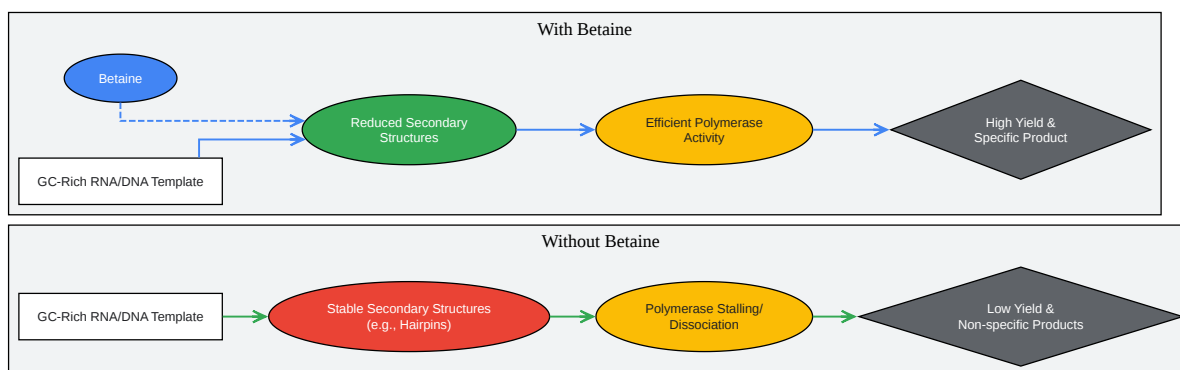 With Betaine
Betaine
Reduced Secondary
Structures
Efficient Polymerase
Activity
High Yield &
Specific Product
GC-Rich RNA/DNA Template
Without Betaine
GC-Rich RNA/DNA Template
Stable Secondary Structures
(e.g., Hairpins)
Polymerase Stalling/
Dissociation
Low Yield &
Non-specific Products